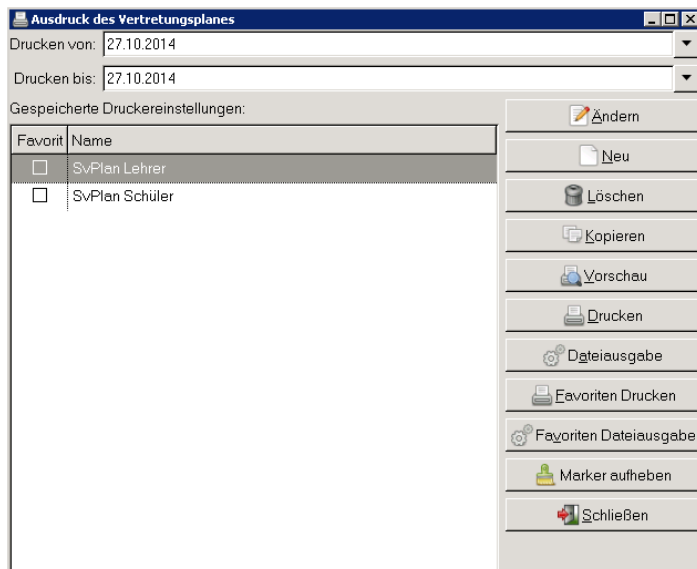 Ausdruck des Vertretungsplanes
Drucken von: 27.10.2014
Drucken bis: 27.10.2014
Gespeicherte Druckereinstellungen:
Favorit Name
SvPlan Lehrer
SvPlan Schüler
Ändern
Neu
Löschen
Kopieren
Vorschau
Drucken
Dateiausgabe
Favoriten Drucken
Favoriten Dateiausgabe
Marker aufheben
Schließen